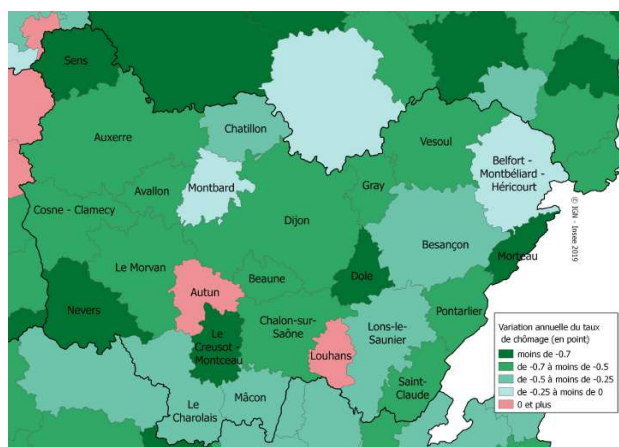 Sens
Auxerre
Chatillon
Vesoul
Belfort -
Montbéliard -
Héricourt
Avallon
Montbard
Gray
Cosne - Clamecy
Dijon
Besançon
© IGN - Insee 2019
Morteau
Le Morvan
Beaune
Dole
Autun
Nevers
Le
Creusot -
Montceau
Chalon-sur-
Saône
Louhans
Lons-le-
Saunier
Pontarlier
Saint-
Claude
Le
Charolais
Mâcon
Variation annuelle du taux
de chômage (en point)
moins de -0.7
de -0.7 à moins de -0.5
de -0.5 à moins de -0.25
de -0.25 à moins de 0
0 et plus